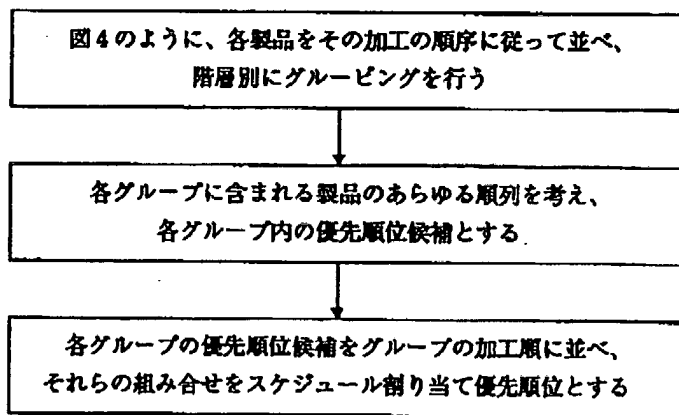 図4のように、各製品をその加工の順序に従って並べ、
階層別にグルーピングを行う
各グループに含まれる製品のあらゆる順列を考え、
各グループ内の優先順位候補とする
各グループの優先順位候補をグループの加工順に並べ、
それらの組み合せをスケジュール割り当て優先順位とする